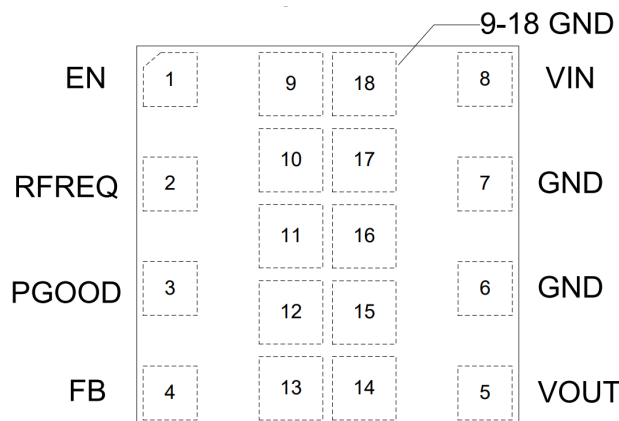 9-18 GND
EN 1 9 18 8 VIN
10 17
RFREQ 2 7 GND
11 16
PGOOD 3 6 GND
12 15
FB 4 13 14 5 VOUT